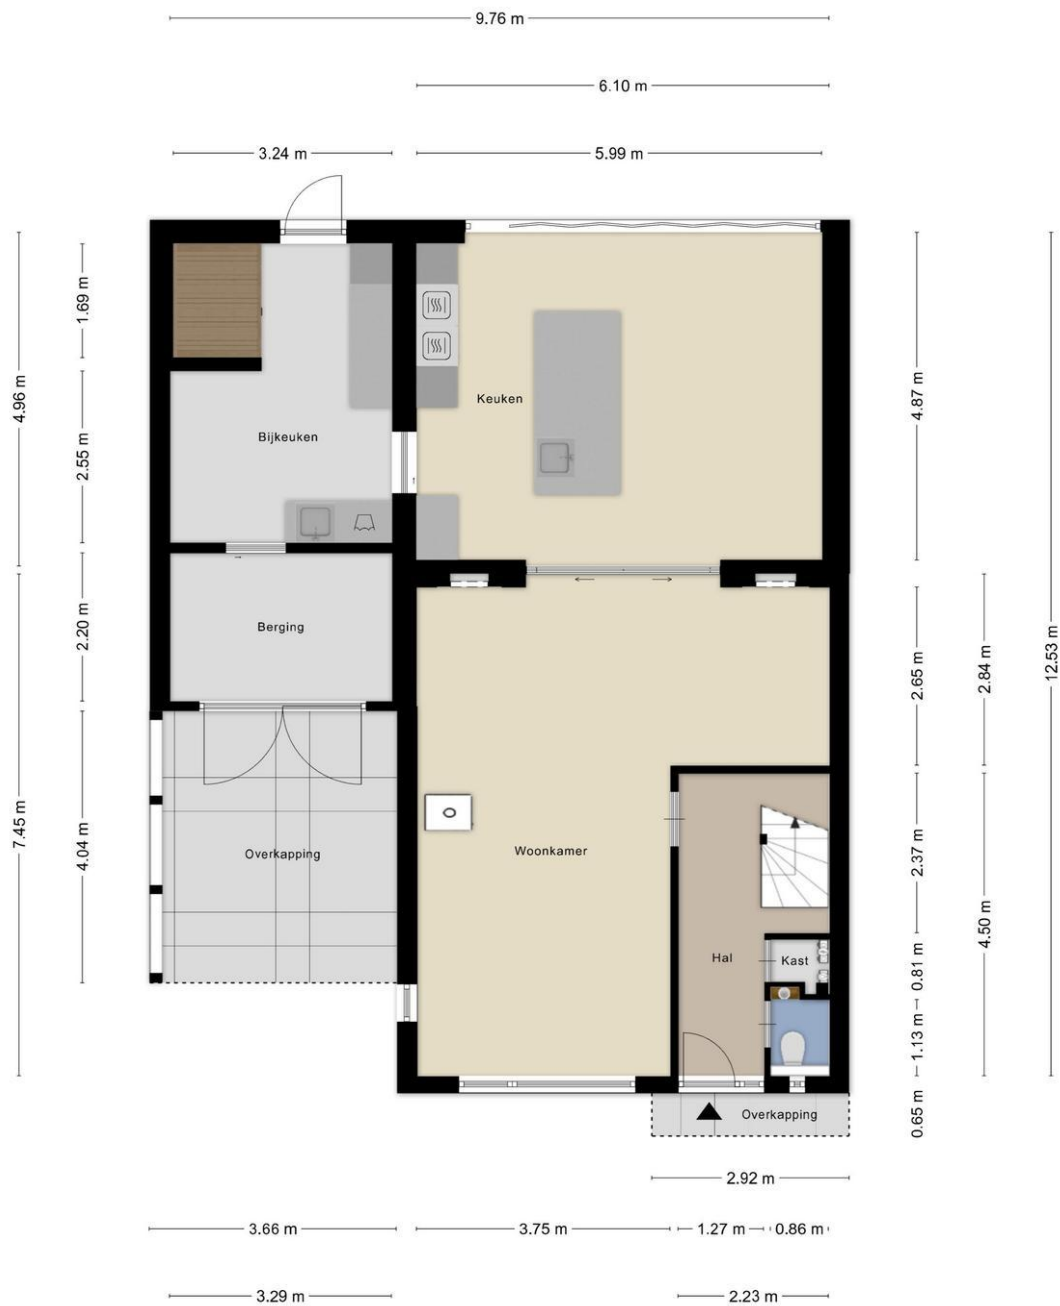 9.76 m
6.10 m
3.24 m
5.99 m
4.96 m
1.69 m
4.87 m
Keuken
Bijkeuken
2.55 m
2.20 m
Berging
2.65 m
2.84 m
12.53 m
7.45 m
4.04 m
Overkapping
Woonkamer
2.37 m
4.50 m
Hal
Kast
0.81 m
1.13 m
0.65 m
Overkapping
2.92 m
3.66 m
3.75 m
1.27 m
0.86 m
3.29 m
2.23 m